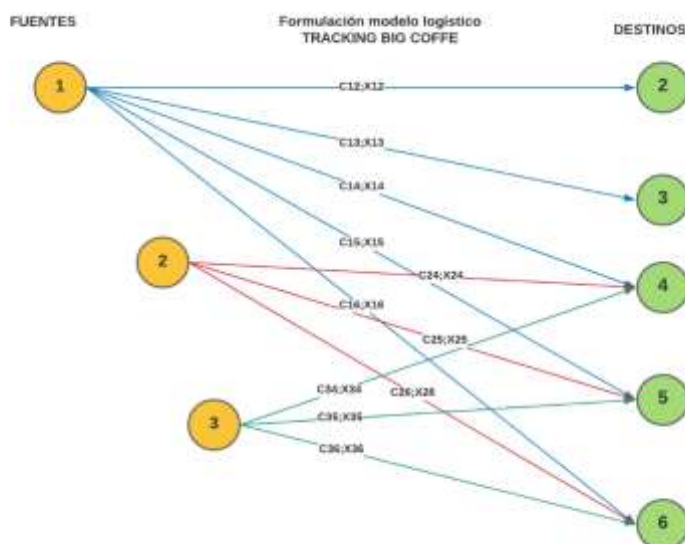 FUENTES
Formulación modelo logístico
TRACKING BIG COFFE
DESTINOS
1
C12;X12
2
C13;X13
C14;X14
3
C15;X15
2
C24;X24
4
C16;X16
C25;X25
C34;X34
C26;X26
3
C35;X35
5
C36;X36
6